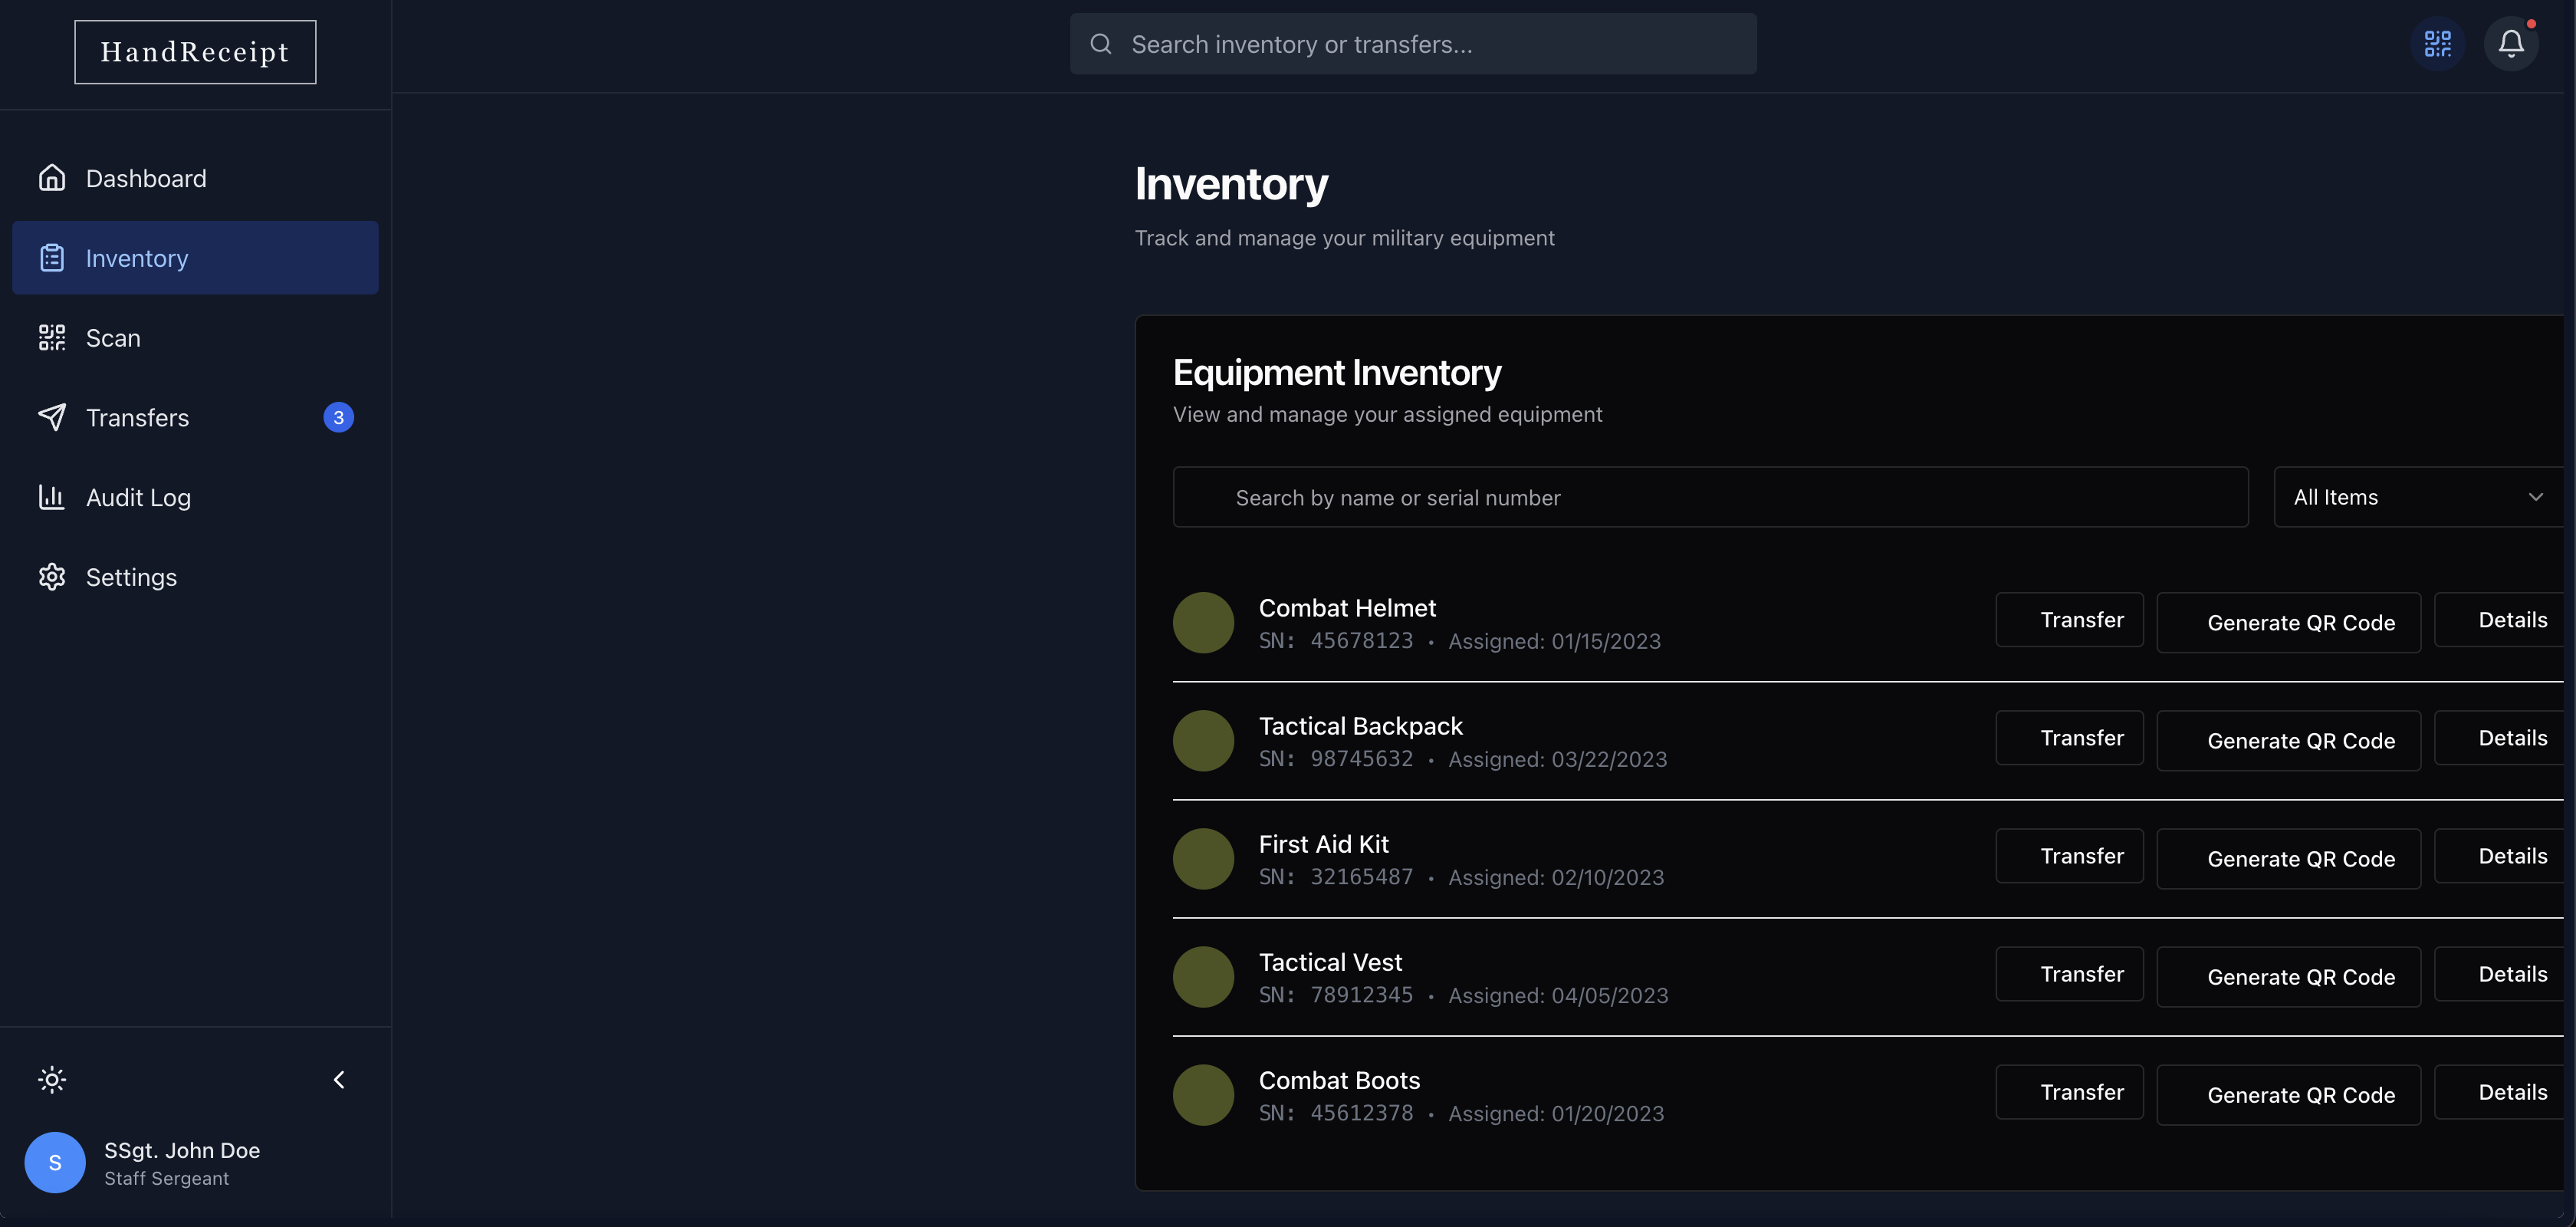 HandReceipt
Search inventory or transfers...
Dashboard
Inventory
Scan
Transfers 3
Audit Log
Settings
S
SSgt. John Doe
Staff Sergeant
Inventory
Track and manage your military equipment
Equipment Inventory
View and manage your assigned equipment
Search by name or serial number All Items
Combat Helmet
SN: 45678123 • Assigned: 01/15/2023
Transfer Generate QR Code Details
Tactical Backpack
SN: 98745632 • Assigned: 03/22/2023
Transfer Generate QR Code Details
First Aid Kit
SN: 32165487 • Assigned: 02/10/2023
Transfer Generate QR Code Details
Tactical Vest
SN: 78912345 • Assigned: 04/05/2023
Transfer Generate QR Code Details
Combat Boots
SN: 45612378 • Assigned: 01/20/2023
Transfer Generate QR Code Details